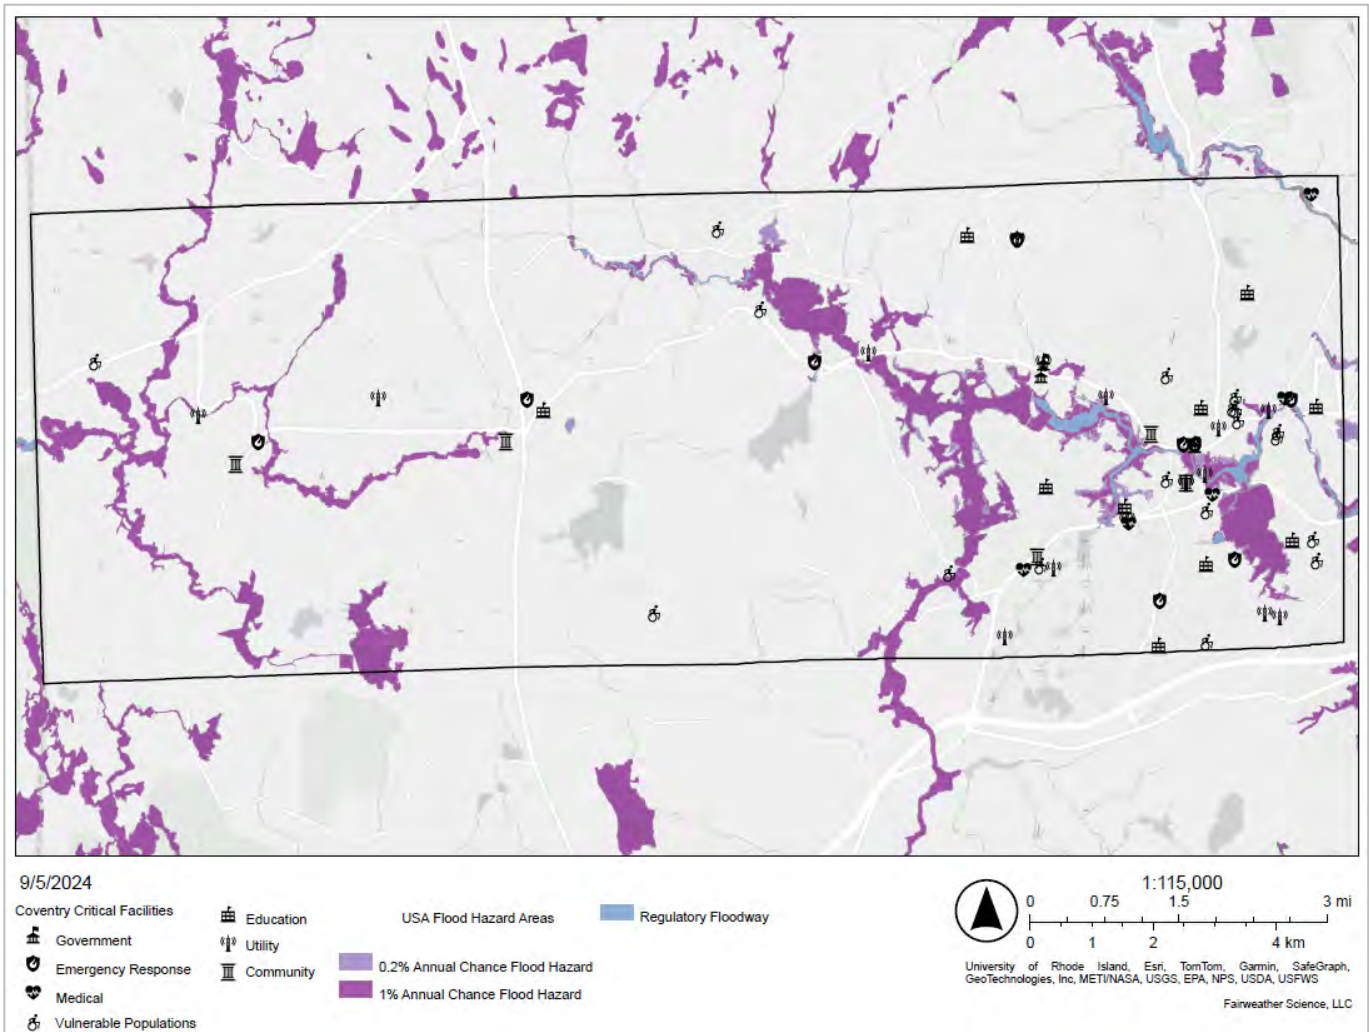 9/5/2024
Coventry Critical Facilities
Government
Emergency Response
Medical
Vulnerable Populations
Education
Utility
Community
USA Flood Hazard Areas
0.2% Annual Chance Flood Hazard
1% Annual Chance Flood Hazard
Regulatory Floodway
1:115,000
0 0.75 1.5 3 mi
0 1 2 4 km
University of Rhode Island, Esri, TomTom, Garmin, SafeGraph,
GeoTechnologies, Inc, METI/NASA, USGS, EPA, NPS, USDA, USFWS
Fairweather Science, LLC